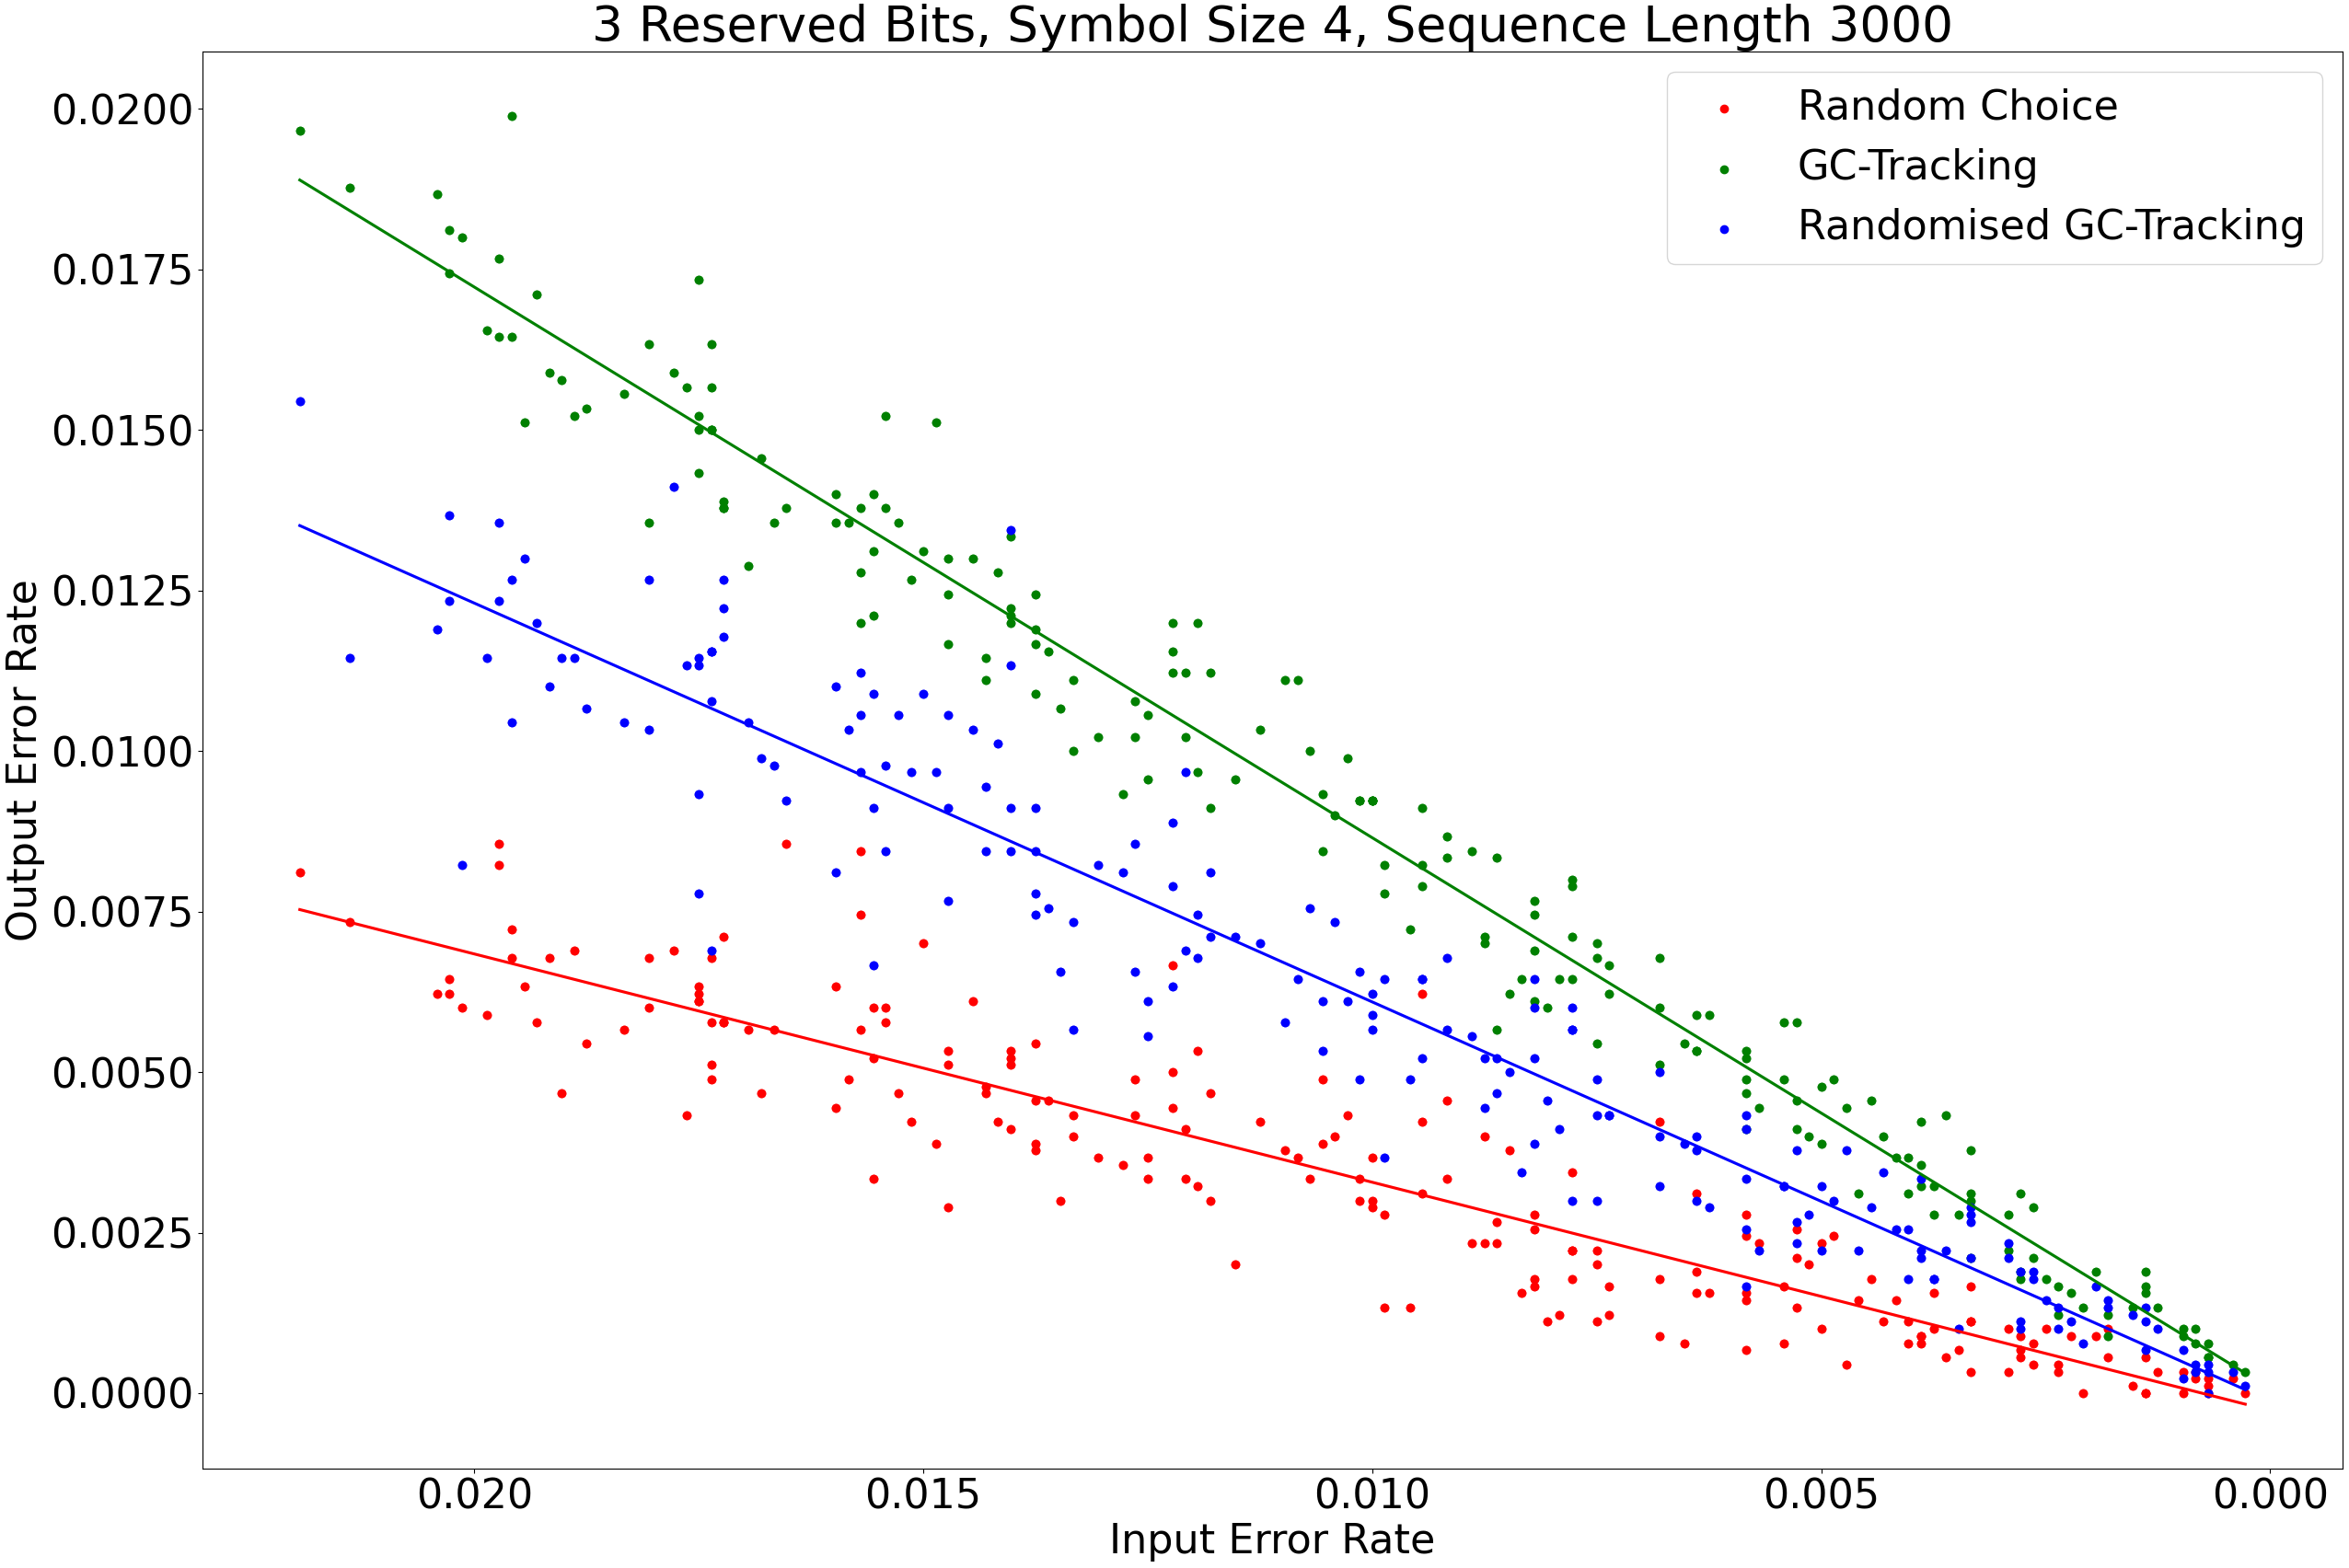 3 Reserved Bits, Symbol Size 4, Sequence Length 3000
Random Choice
GC-Tracking
Randomised GC-Tracking
Output Error Rate
0.0200
0.0175
0.0150
0.0125
0.0100
0.0075
0.0050
0.0025
0.0000
0.020 0.015 0.010 0.005 0.000
Input Error Rate